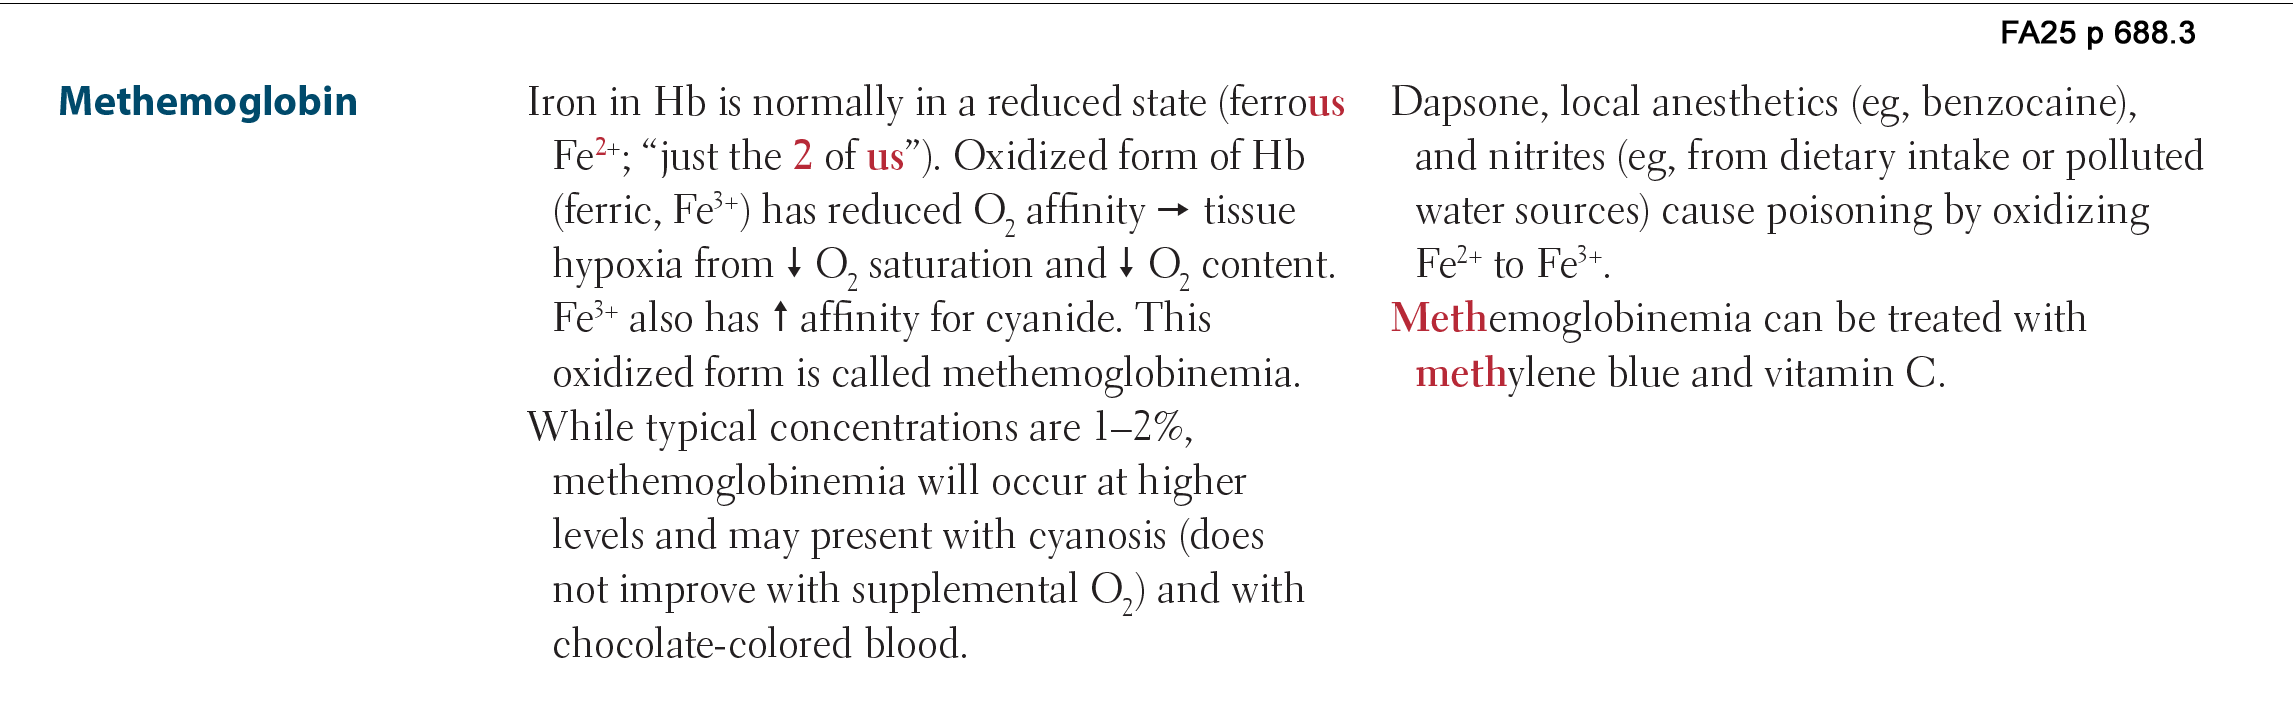 FA25 p 688.3
Methemoglobin
Iron in Hb is normally in a reduced state (ferrous
Fe²⁺; “just the 2 of us”). Oxidized form of Hb
(ferric, Fe³⁺) has reduced O₂ affinity → tissue
hypoxia from ↓ O₂ saturation and ↓ O₂ content.
Fe³⁺ also has ↑ affinity for cyanide. This
oxidized form is called methemoglobinemia.
While typical concentrations are 1–2%,
methemoglobinemia will occur at higher
levels and may present with cyanosis (does
not improve with supplemental O₂) and with
chocolate-colored blood.
Dapsone, local anesthetics (eg, benzocaine),
and nitrites (eg, from dietary intake or polluted
water sources) cause poisoning by oxidizing
Fe²⁺ to Fe³⁺.
Methemoglobinemia can be treated with
methylene blue and vitamin C.